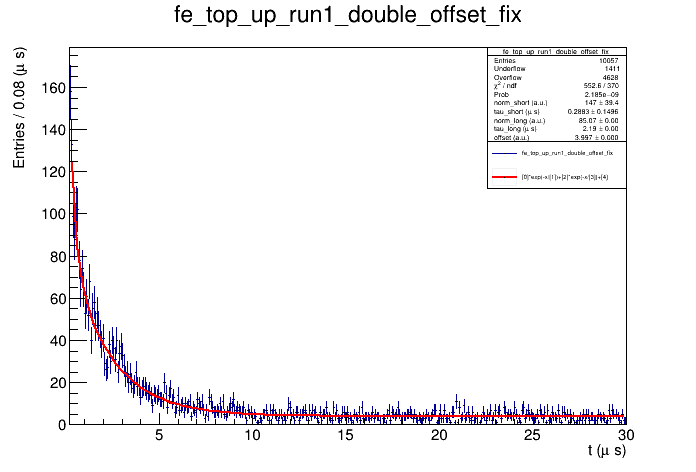 fe_top_up_run1_double_offset_fix
Entries / 0.08 (μ s)
160
140
120
100
80
60
40
20
0
5
10
15
20
25
30
t (μ s)
fe_top_up_run1_double_offset_fix
Entries 10057
Underflow 1411
Overflow 4628
χ² / ndf 552.6 / 370
Prob 2.185e−09
norm_short (a.u.) 147 ± 39.4
tau_short (μ s) 0.2883 ± 0.1496
norm_long (a.u.) 85.07 ± 0.00
tau_long (μ s) 2.19 ± 0.00
offset (a.u.) 3.997 ± 0.000
fe_top_up_run1_double_offset_fix
[0]*exp(-x/[1])+[2]*exp(-x/[3])+[4]